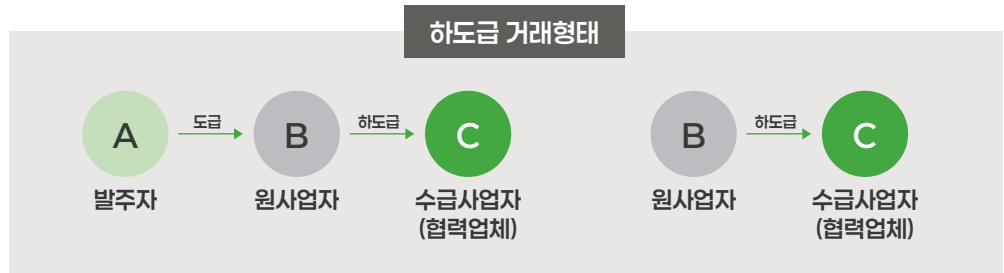 하도급 거래형태
A
도급
B
하도급
C
발주자
원사업자
수급사업자
(협력업체)
B
하도급
C
원사업자
수급사업자
(협력업체)